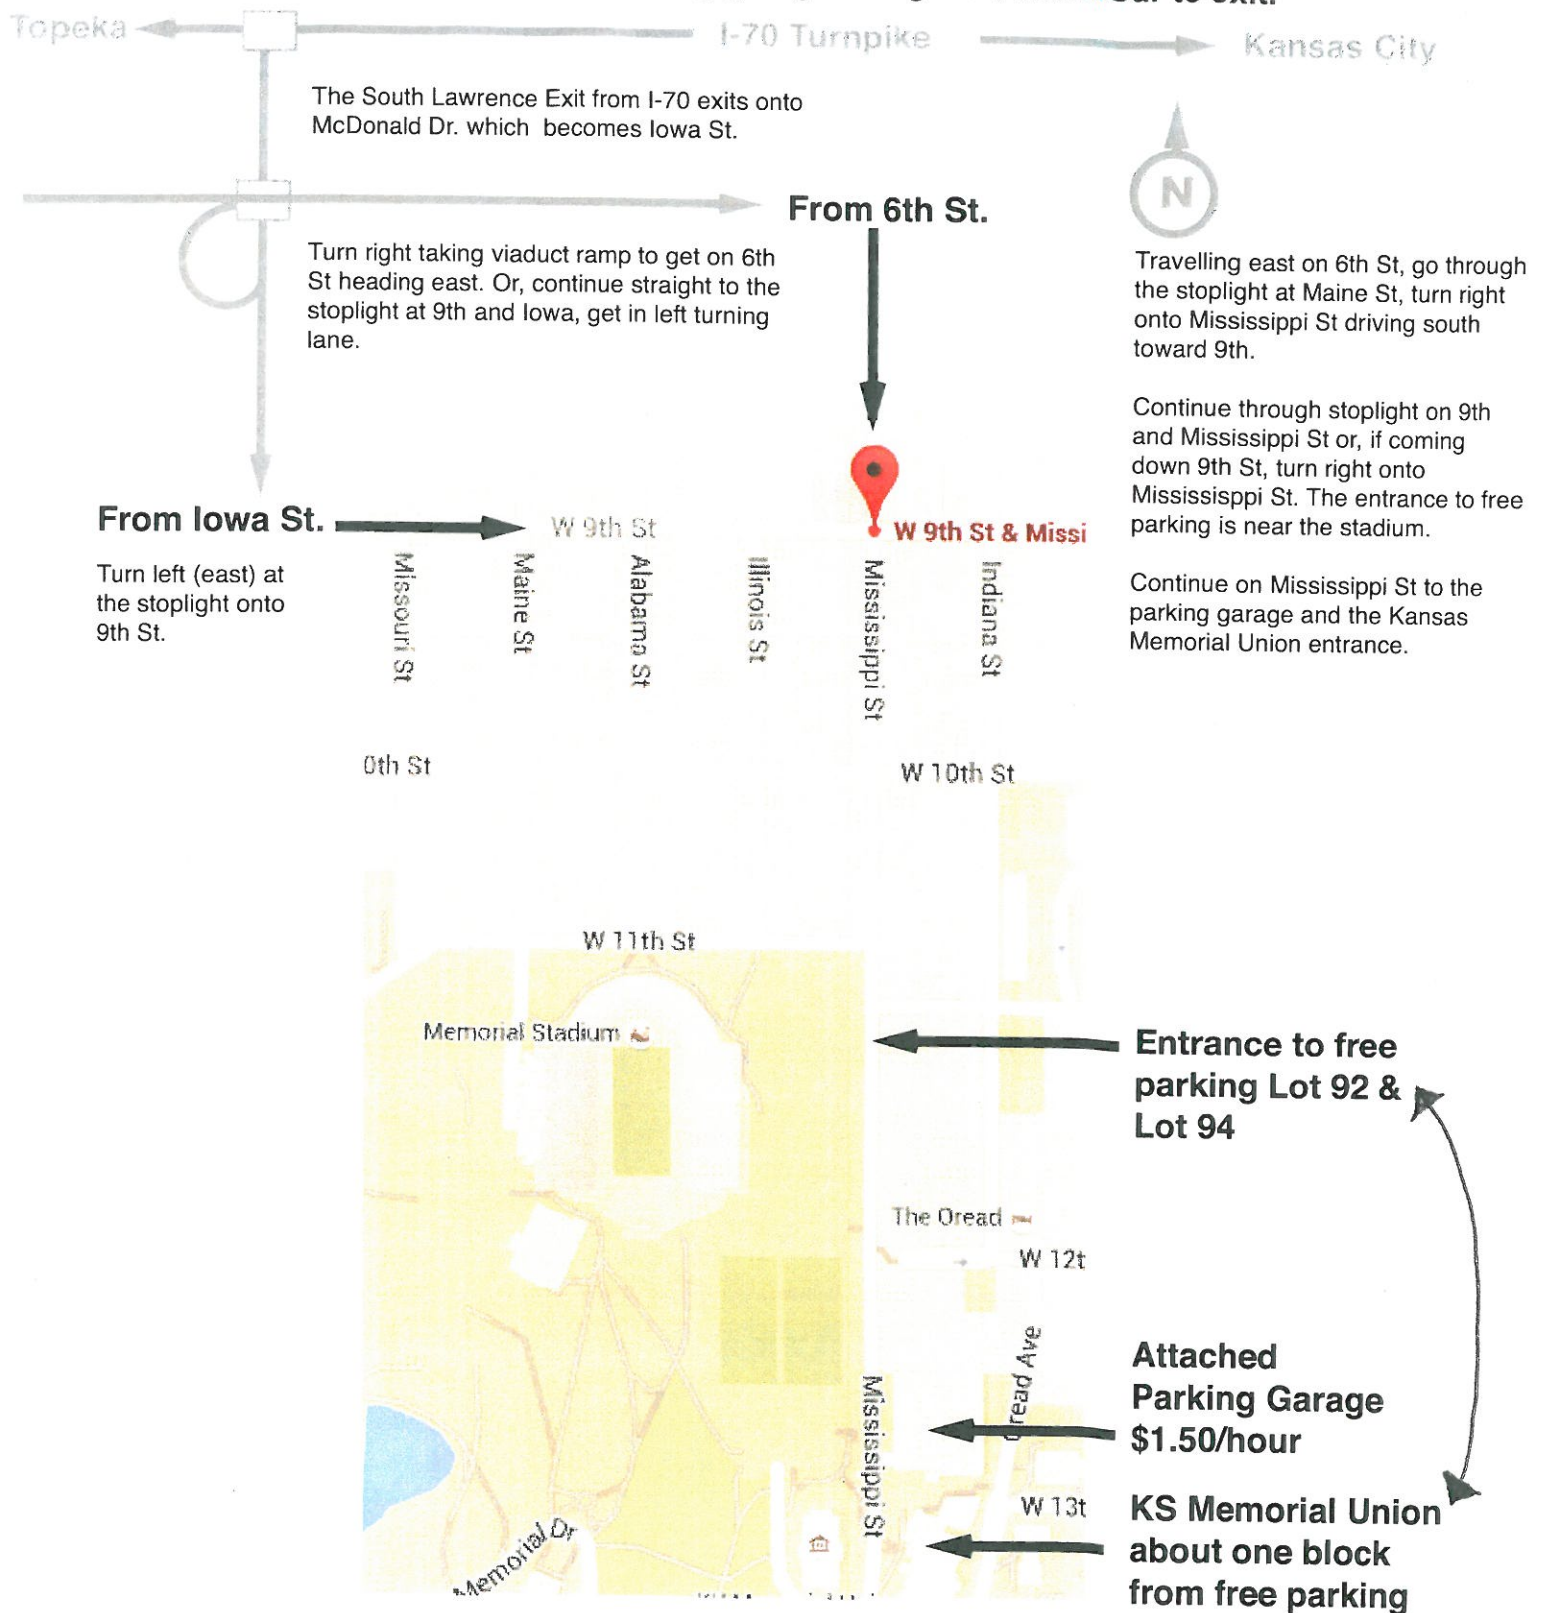 to exit.
Topeka
I-70 Turnpike
Kansas City
The South Lawrence Exit from I-70 exits onto
McDonald Dr. which becomes Iowa St.
N
From 6th St.
Turn right taking viaduct ramp to get on 6th
St heading east. Or, continue straight to the
stoplight at 9th and Iowa, get in left turning
lane.
Travelling east on 6th St, go through
the stoplight at Maine St, turn right
onto Mississippi St driving south
toward 9th.
Continue through stoplight on 9th
and Mississippi St or, if coming
down 9th St, turn right onto
Mississisppi St. The entrance to free
parking is near the stadium.
Continue on Mississippi St to the
parking garage and the Kansas
Memorial Union entrance.
From Iowa St.
W 9th St
W 9th St & Missi
Turn left (east) at
the stoplight onto
9th St.
Missouri St
Maine St
Alabama St
Illinois St
Mississippi St
Indiana St
0th St
W 10th St
W 11th St
Memorial Stadium
Entrance to free
parking Lot 92 &
Lot 94
The Oread
W 12t
read Ave
Attached
Parking Garage
$1.50/hour
Mississippi St
W 13t
KS Memorial Union
about one block
from free parking
Memorial Dr